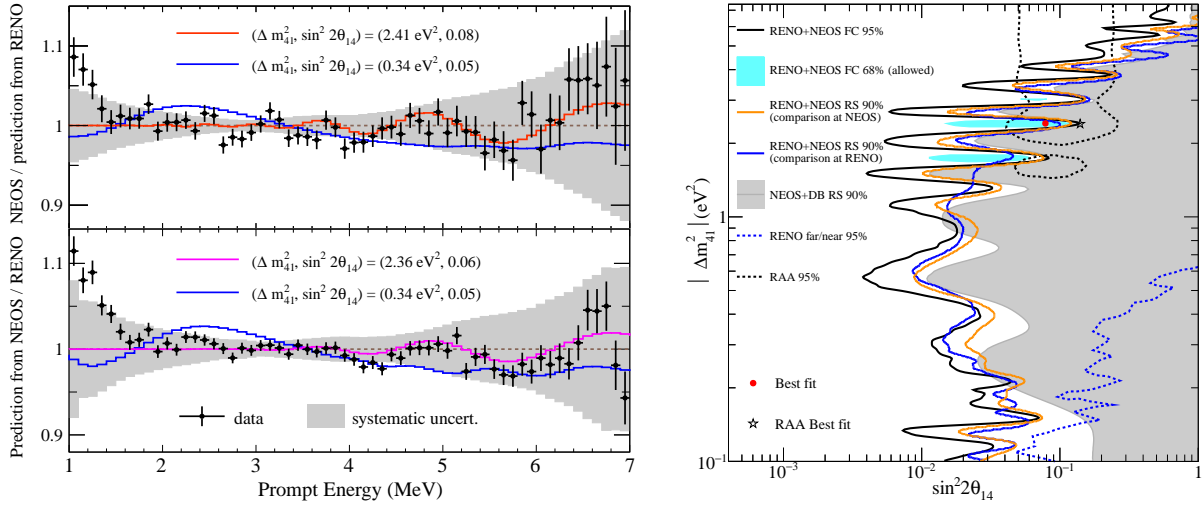 NEOS / prediction from RENO
1.1
1
0.9
(Δ m²₄₁, sin² 2θ₁₄) = (2.41 eV², 0.08)
(Δ m²₄₁, sin² 2θ₁₄) = (0.34 eV², 0.05)
Prediction from NEOS / RENO
1.1
1
0.9
(Δ m²₄₁, sin² 2θ₁₄) = (2.36 eV², 0.06)
(Δ m²₄₁, sin² 2θ₁₄) = (0.34 eV², 0.05)
data
systematic uncert.
1 2 3 4 5 6 7
Prompt Energy (MeV)
| Δm²₄₁ | (eV²)
1
10⁻¹
RENO+NEOS FC 95%
RENO+NEOS FC 68% (allowed)
RENO+NEOS RS 90%
(comparison at NEOS)
RENO+NEOS RS 90%
(comparison at RENO)
NEOS+DB RS 90%
RENO far/near 95%
RAA 95%
Best fit
RAA Best fit
10⁻³ 10⁻² 10⁻¹ 1
sin²2θ₁₄